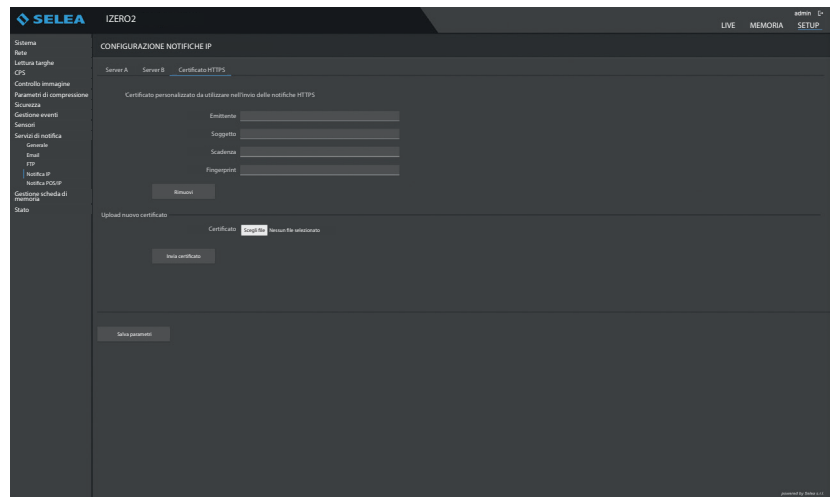 SELEA
IZERO2
admin
LIVE MEMORIA SETUP
Sistema
Rete
Lettura targhe
GPS
Controllo immagine
Parametri di compressione
Sicurezza
Gestione eventi
Sensori
Servizi di notifica
Generale
Email
FTP
Notifica IP
Notifica POS/IP
Gestione scheda di
memoria
Stato
CONFIGURAZIONE NOTIFICHE IP
Server A Server B Certificato HTTPS
Certificato personalizzato da utilizzare nell'invio delle notifiche HTTPS
Emittente
Soggetto
Scadenza
Fingerprint
Rimuovi
Upload nuovo certificato
Certificato Scegli file Nessun file selezionato
Invia certificato
Salva parametri
powered by Selea s.r.l.